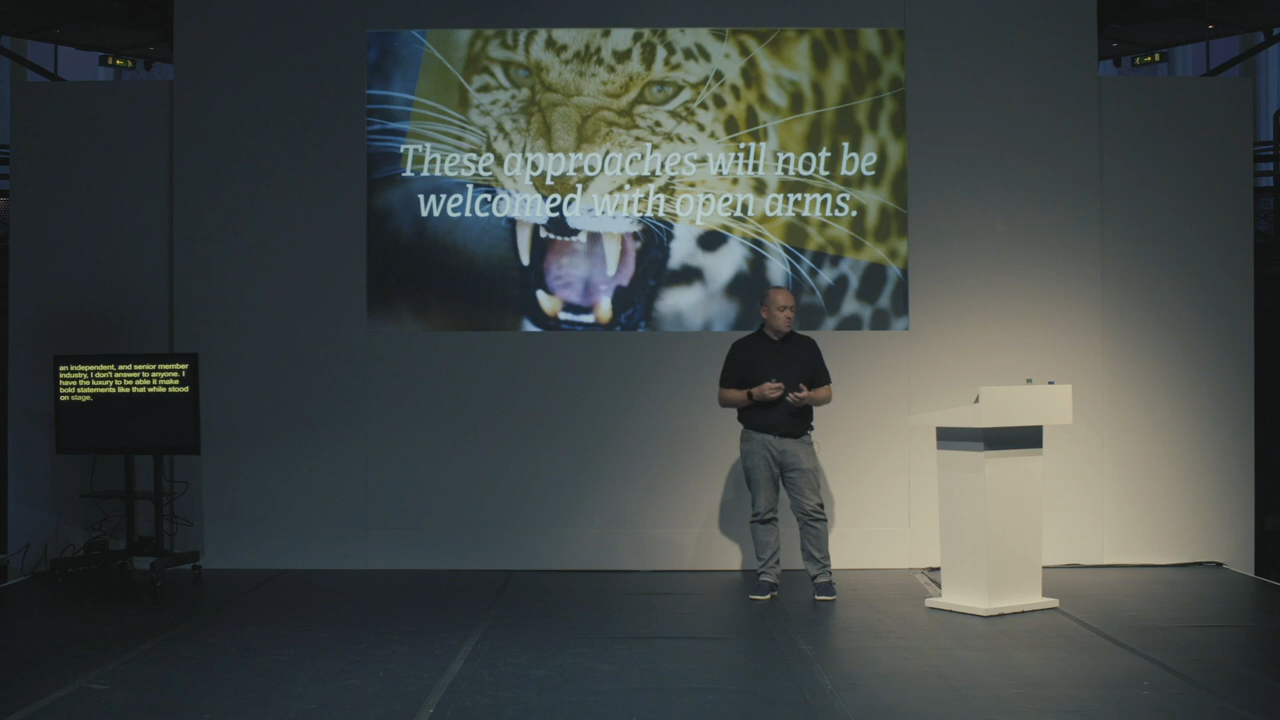 These approaches will not be
welcomed with open arms.
an independent, and senior member
industry, I don't answer to anyone. I
have the luxury to be able it make
bold statements like that while stood
on stage,